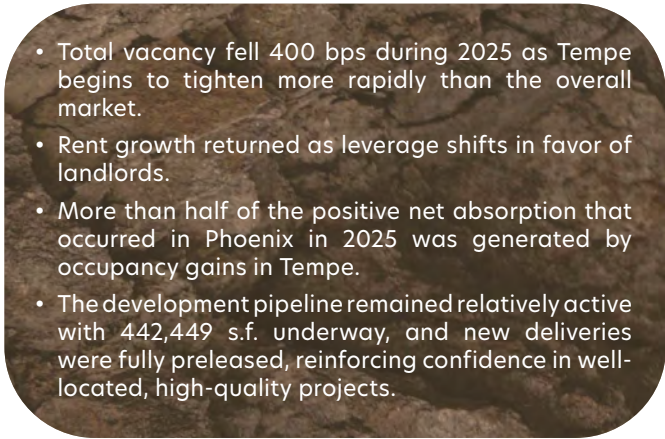 • Total vacancy fell 400 bps during 2025 as Tempe
begins to tighten more rapidly than the overall
market.
• Rent growth returned as leverage shifts in favor of
landlords.
• More than half of the positive net absorption that
occurred in Phoenix in 2025 was generated by
occupancy gains in Tempe.
• The development pipeline remained relatively active
with 442,449 s.f. underway, and new deliveries
were fully preleased, reinforcing confidence in well-
located, high-quality projects.